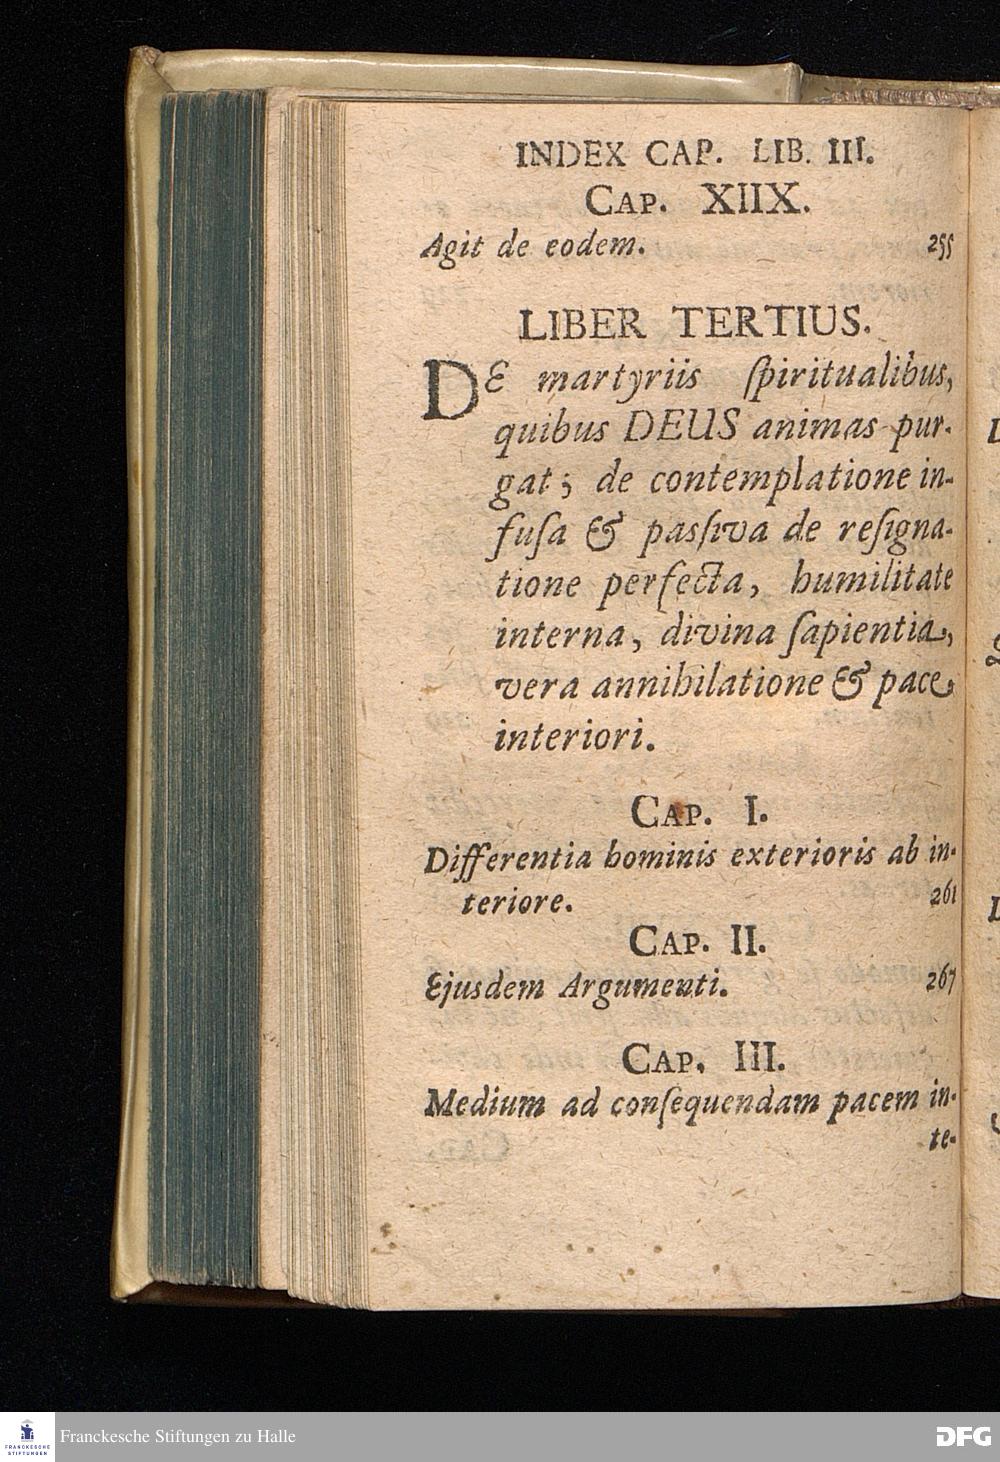 INDEX CAP. LIB. III.
CAP. XIIX.
Agit de eodem. 255
LIBER TERTIUS.
DE martyriis ſpiritualibus,
quibus DEUS animas pur-
gat; de contemplatione in-
fuſa & paſſiva de reſigna-
tione perfecta, humilitate
interna, divina ſapientia,
vera annihilatione & pace
interiori.
CAP. I.
Differentia hominis exterioris ab in-
teriore. 261
CAP. II.
Ejusdem Argumenti. 267
CAP. III.
Medium ad conſequendam pacem in-
te-
FRANCKESCHE
STIFTUNGEN
Franckesche Stiftungen zu Halle
DFG